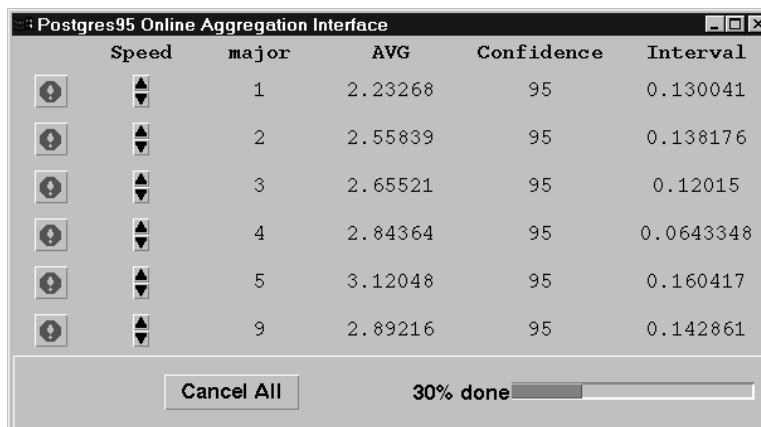 Postgres95 Online Aggregation Interface
Speed major AVG Confidence Interval
1 2.23268 95 0.130041
2 2.55839 95 0.138176
3 2.65521 95 0.12015
4 2.84364 95 0.0643348
5 3.12048 95 0.160417
9 2.89216 95 0.142861
Cancel All 30% done